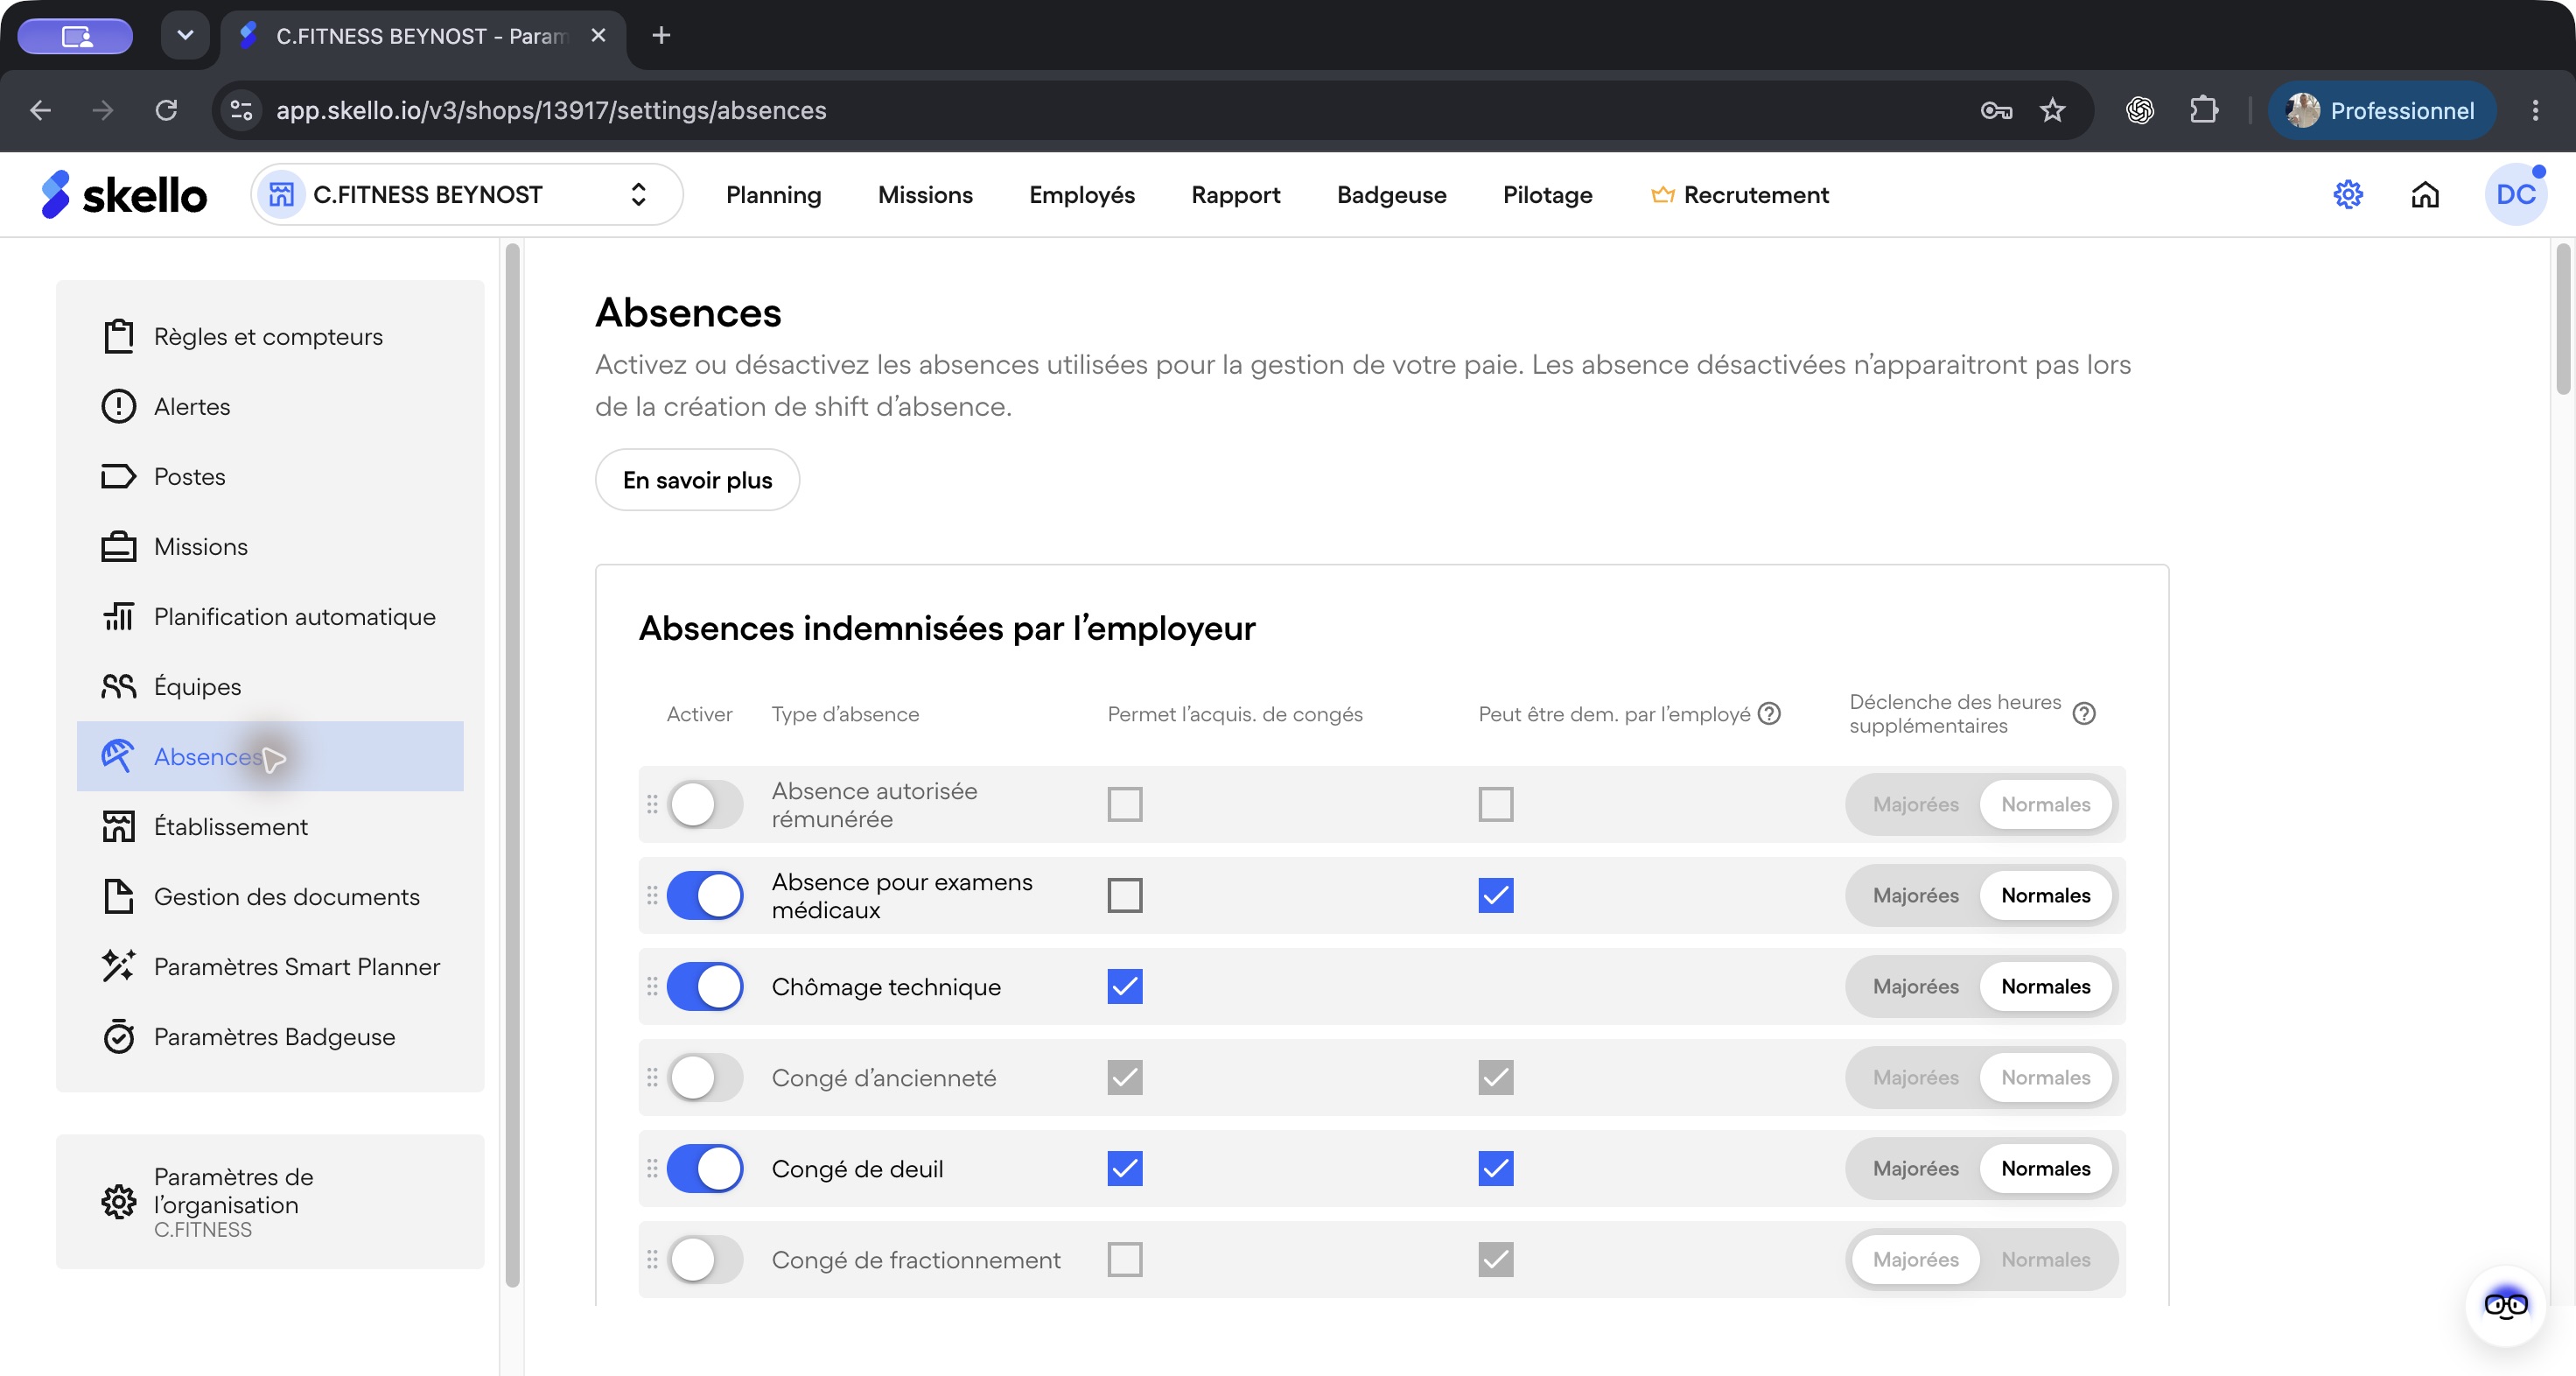 C.FITNESS BEYNOST - Param
app.skello.io/v3/shops/13917/settings/absences
Professionnel
skello
C.FITNESS BEYNOST
Planning
Missions
Employés
Rapport
Badgeuse
Pilotage
Recrutement
DC
Règles et compteurs
Alertes
Postes
Missions
Planification automatique
Équipes
Absences
Établissement
Gestion des documents
Paramètres Smart Planner
Paramètres Badgeuse
Paramètres de
l’organisation
C.FITNESS
Absences
Activez ou désactivez les absences utilisées pour la gestion de votre paie. Les absence désactivées n’apparaitront pas lors
de la création de shift d’absence.
En savoir plus
Absences indemnisées par l’employeur
Activer
Type d’absence
Permet l’acquis. de congés
Peut être dem. par l’employé
Déclenche des heures
supplémentaires
Absence autorisée
rémunérée
Majorées
Normales
Absence pour examens
médicaux
Majorées
Normales
Chômage technique
Majorées
Normales
Congé d’ancienneté
Majorées
Normales
Congé de deuil
Majorées
Normales
Congé de fractionnement
Majorées
Normales